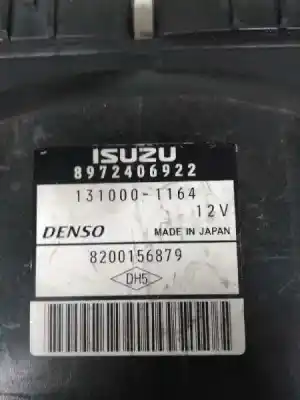 ISUZU
8972406922
131000-1164
12V
DENSO MADE IN JAPAN
8200156879
DH5